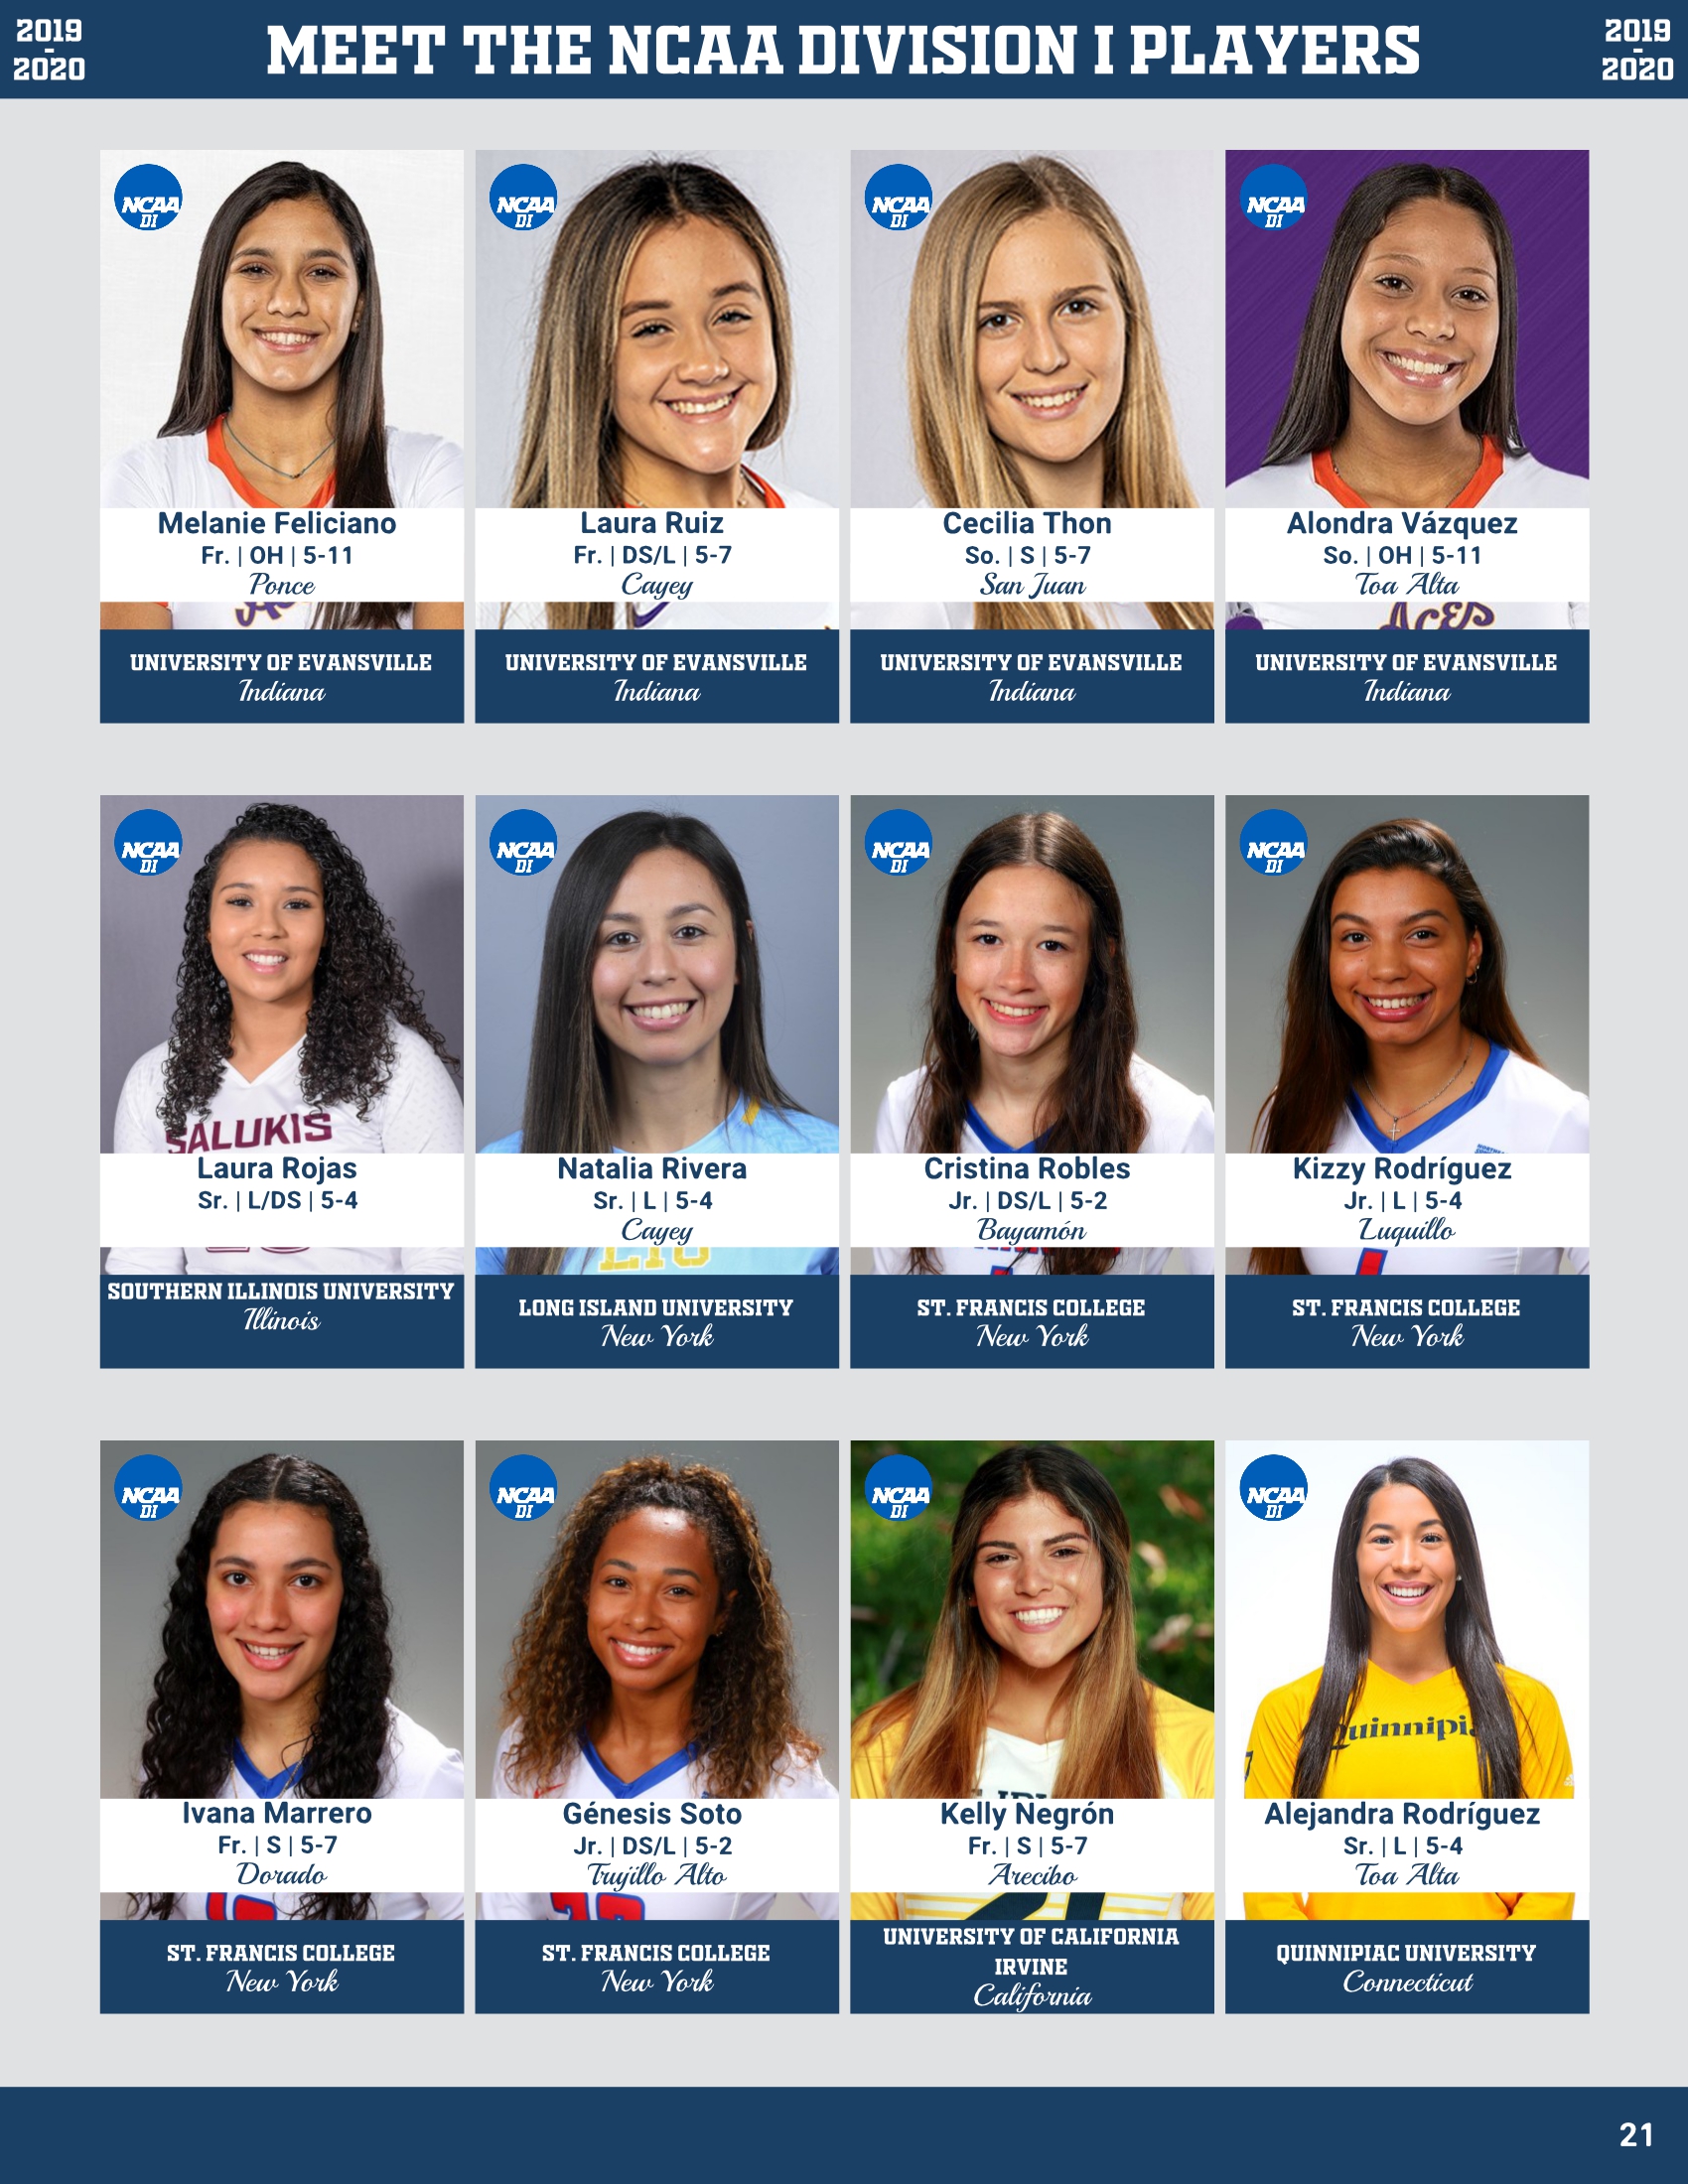 2019
-
2020
MEET THE NCAA DIVISION I PLAYERS
2019
-
2020
NCAA
DI
Melanie Feliciano
Fr. | OH | 5-11
Ponce
UNIVERSITY OF EVANSVILLE
Indiana
NCAA
DI
Laura Ruiz
Fr. | DS/L | 5-7
Cayey
UNIVERSITY OF EVANSVILLE
Indiana
NCAA
DI
Cecilia Thon
So. | S | 5-7
San Juan
UNIVERSITY OF EVANSVILLE
Indiana
NCAA
DI
Alondra Vázquez
So. | OH | 5-11
Toa Alta
ACES
UNIVERSITY OF EVANSVILLE
Indiana
NCAA
DI
SALUKIS
Laura Rojas
Sr. | L/DS | 5-4
SOUTHERN ILLINOIS UNIVERSITY
Illinois
NCAA
DI
Natalia Rivera
Sr. | L | 5-4
Cayey
LIU
LONG ISLAND UNIVERSITY
New York
NCAA
DI
Cristina Robles
Jr. | DS/L | 5-2
Bayamón
ST. FRANCIS COLLEGE
New York
NCAA
DI
Kizzy Rodríguez
Jr. | L | 5-4
Luquillo
ST. FRANCIS COLLEGE
New York
NCAA
DI
Ivana Marrero
Fr. | S | 5-7
Dorado
ST. FRANCIS COLLEGE
New York
NCAA
DI
Génesis Soto
Jr. | DS/L | 5-2
Trujillo Alto
ST. FRANCIS COLLEGE
New York
NCAA
DI
Kelly Negrón
Fr. | S | 5-7
Arecibo
UNIVERSITY OF CALIFORNIA
IRVINE
California
NCAA
DI
Quinnipi
Alejandra Rodríguez
Sr. | L | 5-4
Toa Alta
QUINNIPIAC UNIVERSITY
Connecticut
21